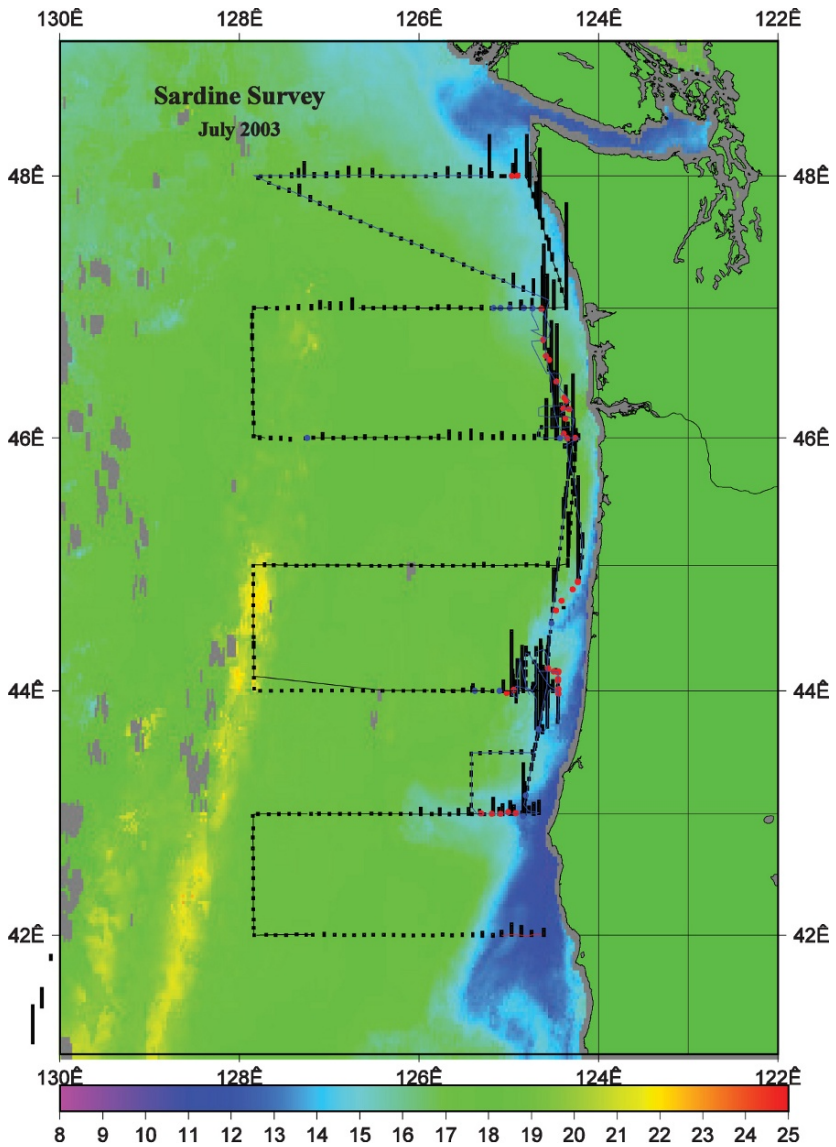 130Ê 128Ê 126Ê 124Ê 122Ê
Sardine Survey
July 2003
48Ê 48Ê
46Ê 46Ê
44Ê 44Ê
42Ê 42Ê
130Ê 128Ê 126Ê 124Ê 122Ê
8 9 10 11 12 13 14 15 16 17 18 19 20 21 22 23 24 25